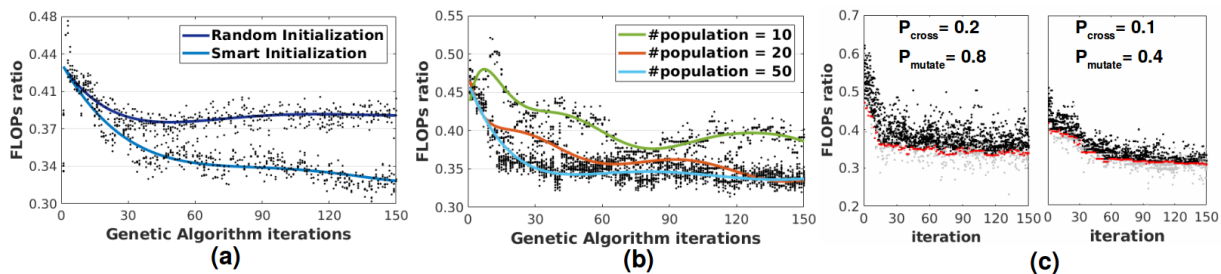 0.48
0.44
0.41
0.37
0.34
0.30
FLOPs ratio
Random Initialization
Smart Initialization
0 30 60 90 120 150
Genetic Algorithm iterations
(a)
0.55
0.50
0.45
0.40
0.35
0.30
FLOPs ratio
#population = 10
#population = 20
#population = 50
0 30 60 90 120 150
Genetic Algorithm iterations
(b)
0.7
0.6
0.5
0.4
0.3
0.2
FLOPs ratio
P_cross = 0.2
P_mutate= 0.8
0 30 60 90 120 150
iteration
P_cross = 0.1
P_mutate= 0.4
0 30 60 90 120 150
iteration
(c)